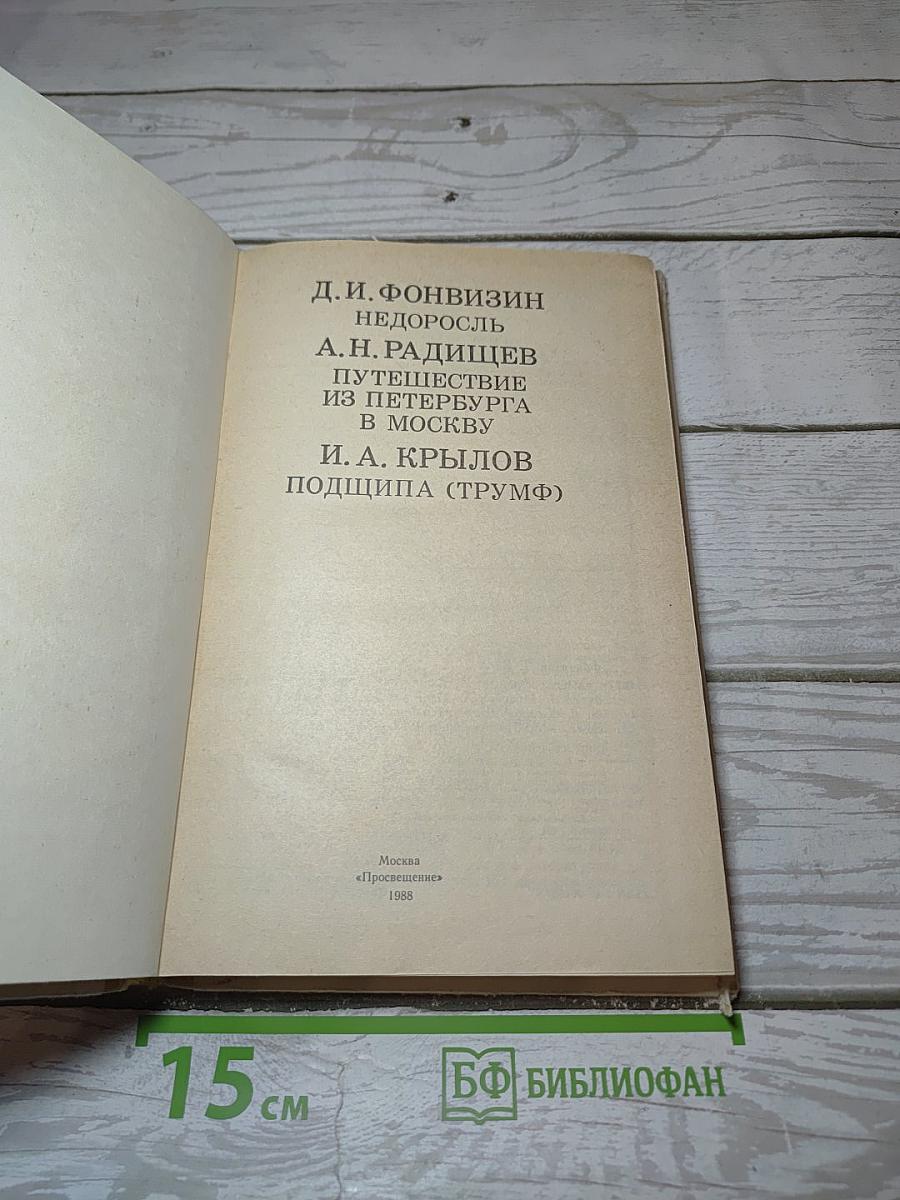 Д. И. ФОНВИЗИН
НЕДОРОСЛЬ
А. Н. РАДИЩЕВ
ПУТЕШЕСТВИЕ
ИЗ ПЕТЕРБУРГА
В МОСКВУ
И. А. КРЫЛОВ
ПОДЩИПА (ТРУМФ)
Москва
«Просвещение»
1988
15 см
БФ БИБЛИОФАН